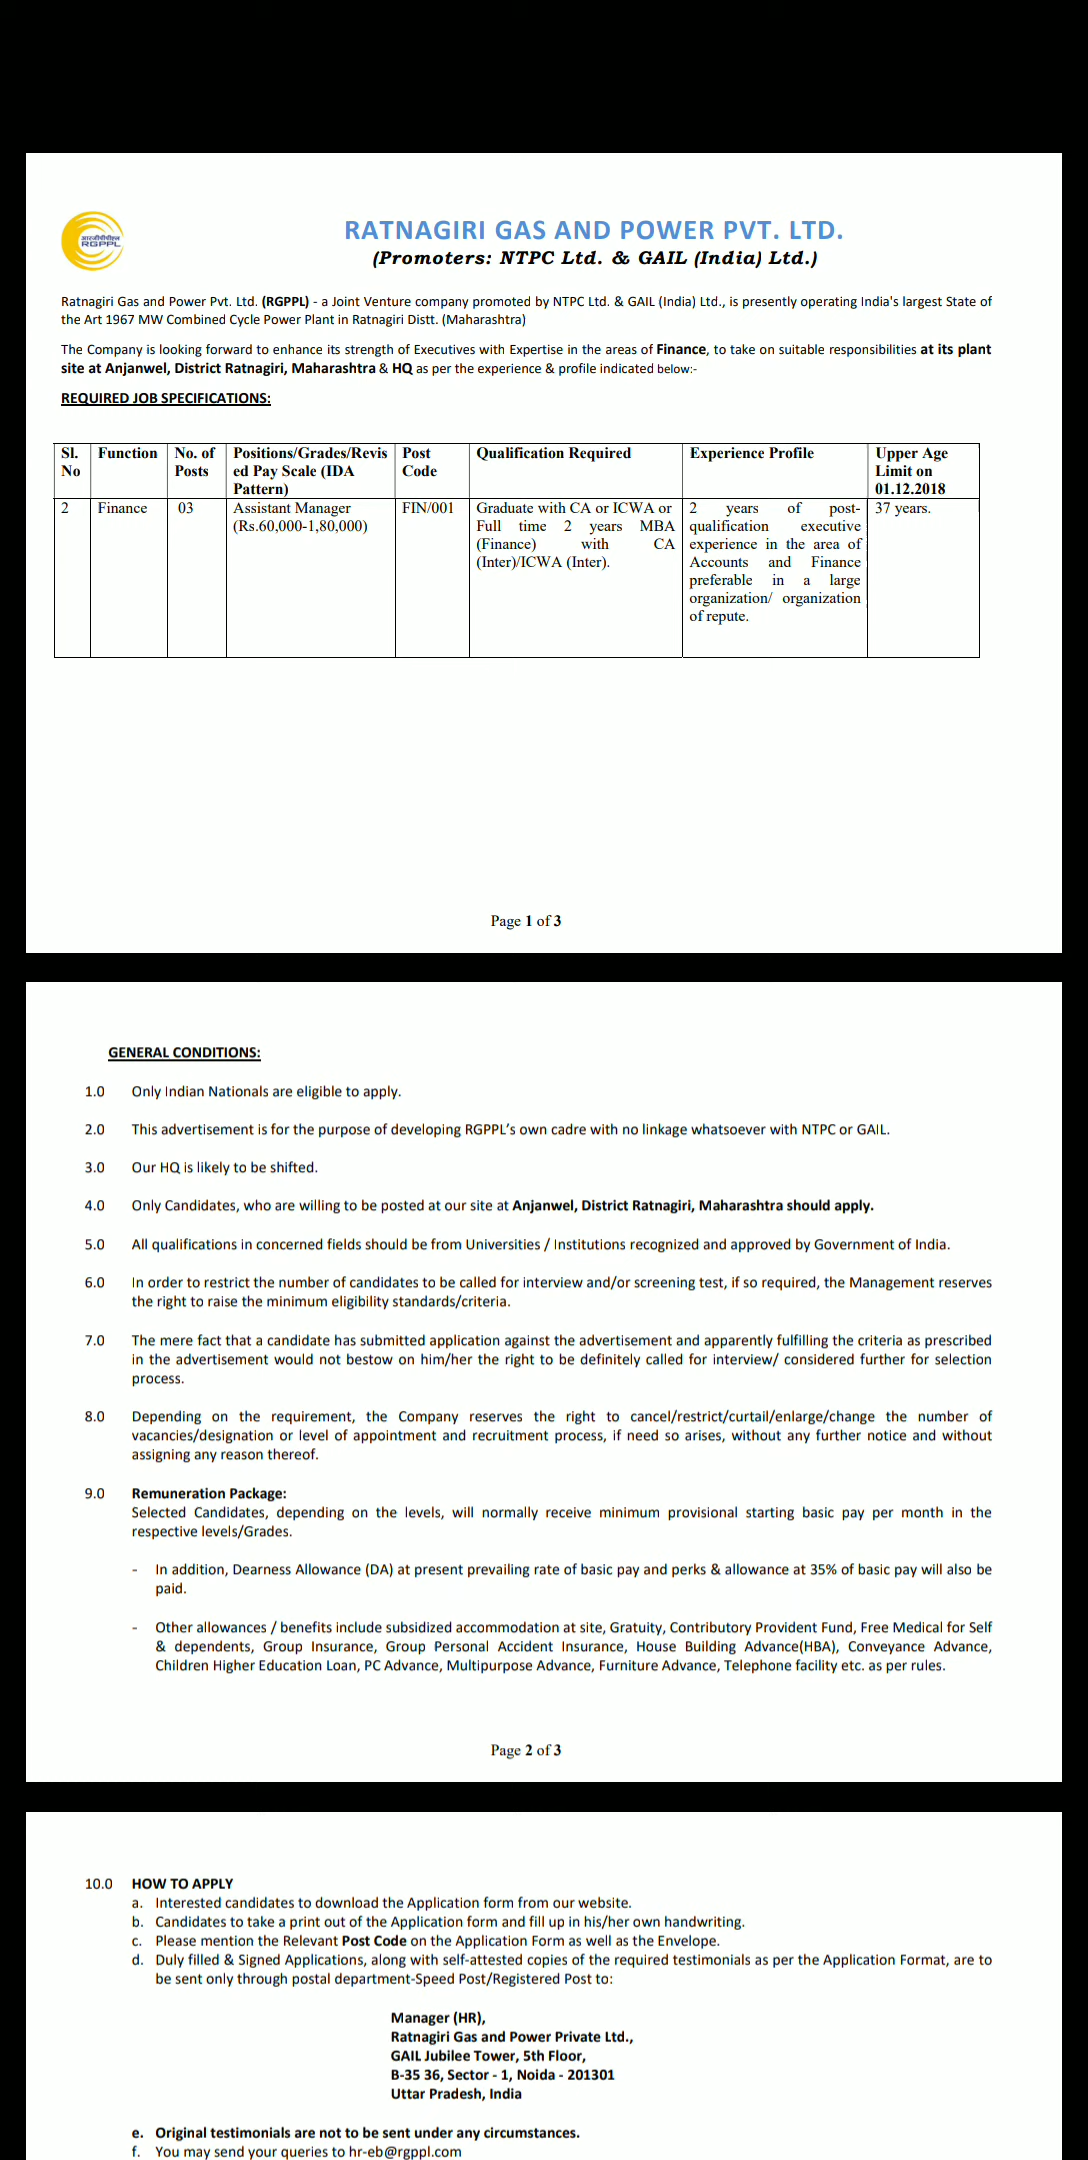 आरजीपीपीएल
RGPPL
RATNAGIRI GAS AND POWER PVT. LTD.
(Promoters: NTPC Ltd. & GAIL (India) Ltd.)
Ratnagiri Gas and Power Pvt. Ltd. (RGPPL) - a Joint Venture company promoted by NTPC Ltd. & GAIL (India) Ltd., is presently operating India's largest State of
the Art 1967 MW Combined Cycle Power Plant in Ratnagiri Distt. (Maharashtra)
The Company is looking forward to enhance its strength of Executives with Expertise in the areas of Finance, to take on suitable responsibilities at its plant
site at Anjanwel, District Ratnagiri, Maharashtra & HQ as per the experience & profile indicated below:-
REQUIRED JOB SPECIFICATIONS:
Sl. Function No. of Positions/Grades/Revis Post Qualification Required Experience Profile Upper Age
No Posts ed Pay Scale (IDA Code Limit on
Pattern) 01.12.2018
2 Finance 03 Assistant Manager FIN/001 Graduate with CA or ICWA or 2 years of post- 37 years.
(Rs.60,000-1,80,000) Full time 2 years MBA qualification executive
(Finance) with CA experience in the area of
(Inter)/ICWA (Inter). Accounts and Finance
preferable in a large
organization/ organization
of repute.
Page 1 of 3
GENERAL CONDITIONS:
1.0 Only Indian Nationals are eligible to apply.
2.0 This advertisement is for the purpose of developing RGPPL’s own cadre with no linkage whatsoever with NTPC or GAIL.
3.0 Our HQ is likely to be shifted.
4.0 Only Candidates, who are willing to be posted at our site at Anjanwel, District Ratnagiri, Maharashtra should apply.
5.0 All qualifications in concerned fields should be from Universities / Institutions recognized and approved by Government of India.
6.0 In order to restrict the number of candidates to be called for interview and/or screening test, if so required, the Management reserves
the right to raise the minimum eligibility standards/criteria.
7.0 The mere fact that a candidate has submitted application against the advertisement and apparently fulfilling the criteria as prescribed
in the advertisement would not bestow on him/her the right to be definitely called for interview/ considered further for selection
process.
8.0 Depending on the requirement, the Company reserves the right to cancel/restrict/curtail/enlarge/change the number of
vacancies/designation or level of appointment and recruitment process, if need so arises, without any further notice and without
assigning any reason thereof.
9.0 Remuneration Package:
Selected Candidates, depending on the levels, will normally receive minimum provisional starting basic pay per month in the
respective levels/Grades.
- In addition, Dearness Allowance (DA) at present prevailing rate of basic pay and perks & allowance at 35% of basic pay will also be
paid.
- Other allowances / benefits include subsidized accommodation at site, Gratuity, Contributory Provident Fund, Free Medical for Self
& dependents, Group Insurance, Group Personal Accident Insurance, House Building Advance(HBA), Conveyance Advance,
Children Higher Education Loan, PC Advance, Multipurpose Advance, Furniture Advance, Telephone facility etc. as per rules.
Page 2 of 3
10.0 HOW TO APPLY
a. Interested candidates to download the Application form from our website.
b. Candidates to take a print out of the Application form and fill up in his/her own handwriting.
c. Please mention the Relevant Post Code on the Application Form as well as the Envelope.
d. Duly filled & Signed Applications, along with self-attested copies of the required testimonials as per the Application Format, are to
be sent only through postal department-Speed Post/Registered Post to:
Manager (HR),
Ratnagiri Gas and Power Private Ltd.,
GAIL Jubilee Tower, 5th Floor,
B-35 36, Sector - 1, Noida - 201301
Uttar Pradesh, India
e. Original testimonials are not to be sent under any circumstances.
f. You may send your queries to hr-eb@rgppl.com